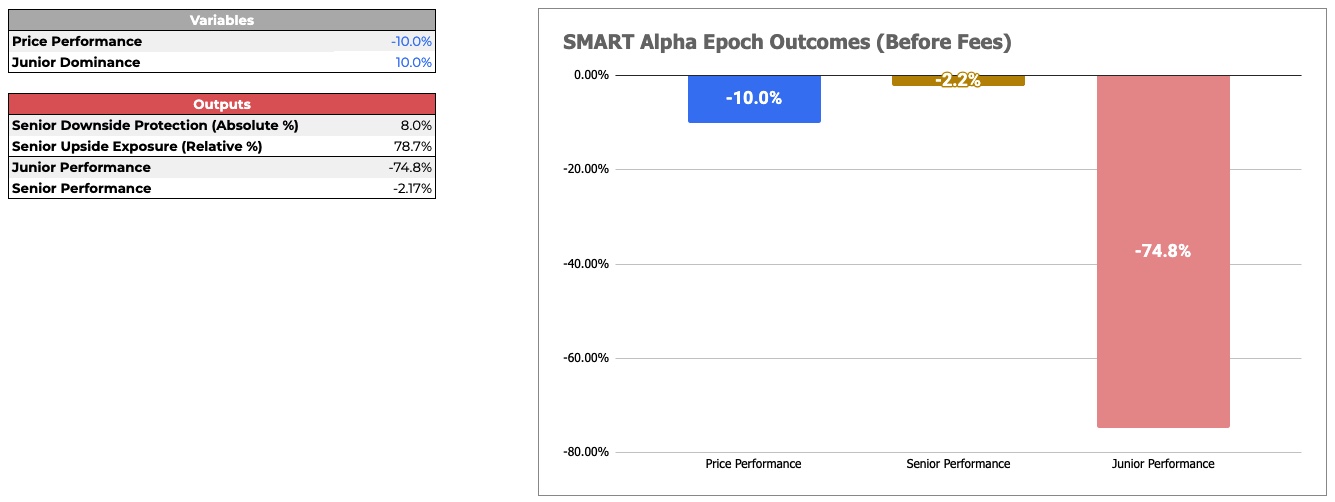 Variables
Price Performance -10.0%
Junior Dominance 10.0%
Outputs
Senior Downside Protection (Absolute %) 8.0%
Senior Upside Exposure (Relative %) 78.7%
Junior Performance -74.8%
Senior Performance -2.17%
SMART Alpha Epoch Outcomes (Before Fees)
0.00%
-20.00%
-40.00%
-60.00%
-80.00%
-10.0%
-2.2%
-74.8%
Price Performance
Senior Performance
Junior Performance